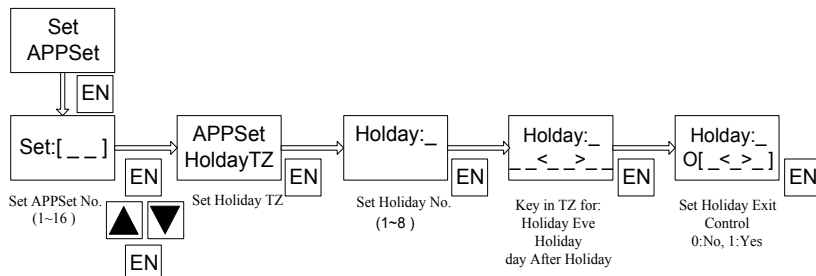 Set
APPSet
EN
Set:[ _ _ ]
EN
Set APPSet No.
(1~16 )
EN
APPSet
HoldayTZ
EN
Set Holiday TZ
Holday:_
EN
Set Holiday No.
(1~8 )
Holday:_
_ _<_ _>_ _
EN
Key in TZ for:
Holiday Eve
Holiday
day After Holiday
Holday:_
O[ _<_>_ ]
EN
Set Holiday Exit
Control
0:No, 1:Yes